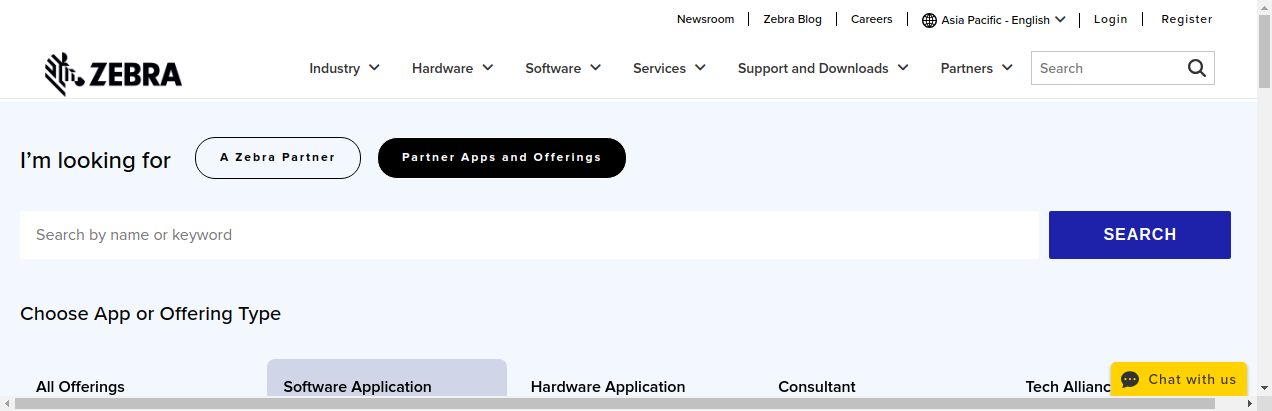 Newsroom Zebra Blog Careers Asia Pacific - English Login Register
ZEBRA Industry Hardware Software Services Support and Downloads Partners Search
I'm looking for A Zebra Partner Partner Apps and Offerings
Search by name or keyword SEARCH
Choose App or Offering Type
All Offerings Software Application Hardware Application Consultant Tech Allianc
Chat with us